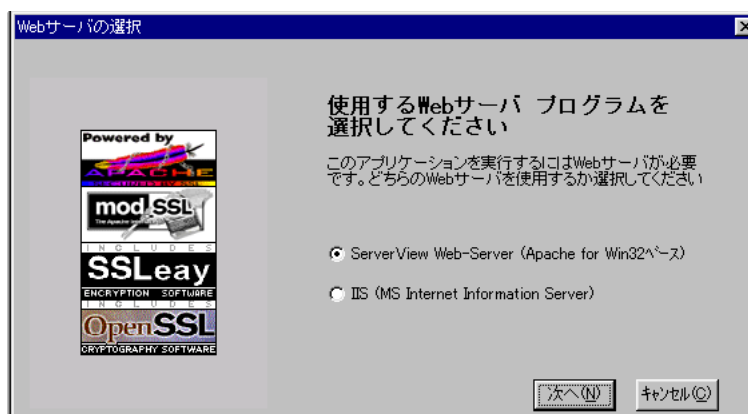 Webサーバの選択
Powered by
APACHE
mod_SSL
INCLUDES
SSLeay
ENCRYPTION SOFTWARE
INCLUDES
OpenSSL
CRYPTOGRAPHY SOFTWARE
使用するWebサーバ プログラムを
選択してください
このアプリケーションを実行するにはWebサーバが必要
です。どちらのWebサーバを使用するか選択してください
ServerView Web-Server (Apache for Win32ﾍﾞｰｽ)
IIS (MS Internet Information Server)
次へ(N)
ｷｬﾝｾﾙ(C)